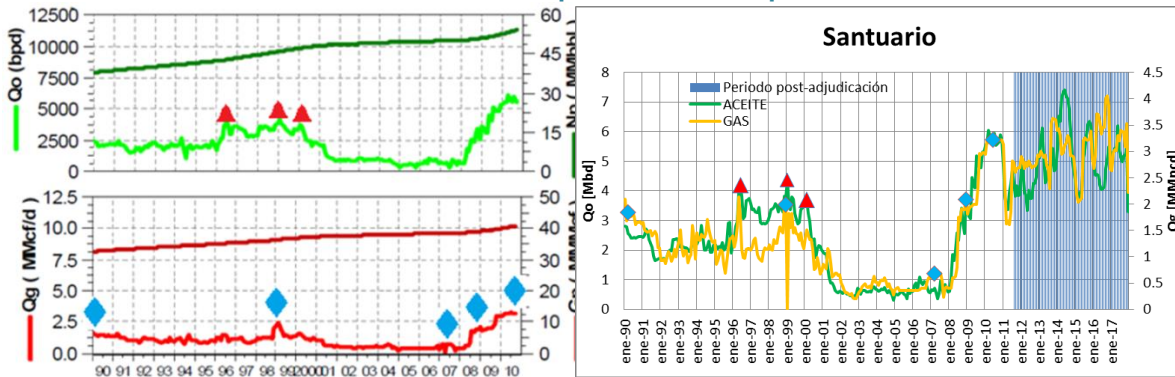 Qo (bpd)
12500
10000
7500
5000
2500
0
60
45
30
15
0
Qg ( MMcf/d )
12.5
10.0
7.5
5.0
2.5
0.0
50
40
30
20
10
0
90 91 92 93 94 95 96 97 98 99 2000 01 02 03 04 05 06 07 08 09 10
Santuario
Periodo post-adjudicación
ACEITE
GAS
Qo [Mbd]
8
7
6
5
4
3
2
1
0
4.5
4
3.5
3
2.5
2
1.5
1
0.5
0
[MMpcd]
ene-90
ene-91
ene-92
ene-93
ene-94
ene-95
ene-96
ene-97
ene-98
ene-99
ene-00
ene-01
ene-02
ene-03
ene-04
ene-05
ene-06
ene-07
ene-08
ene-09
ene-10
ene-11
ene-12
ene-13
ene-14
ene-15
ene-16
ene-17